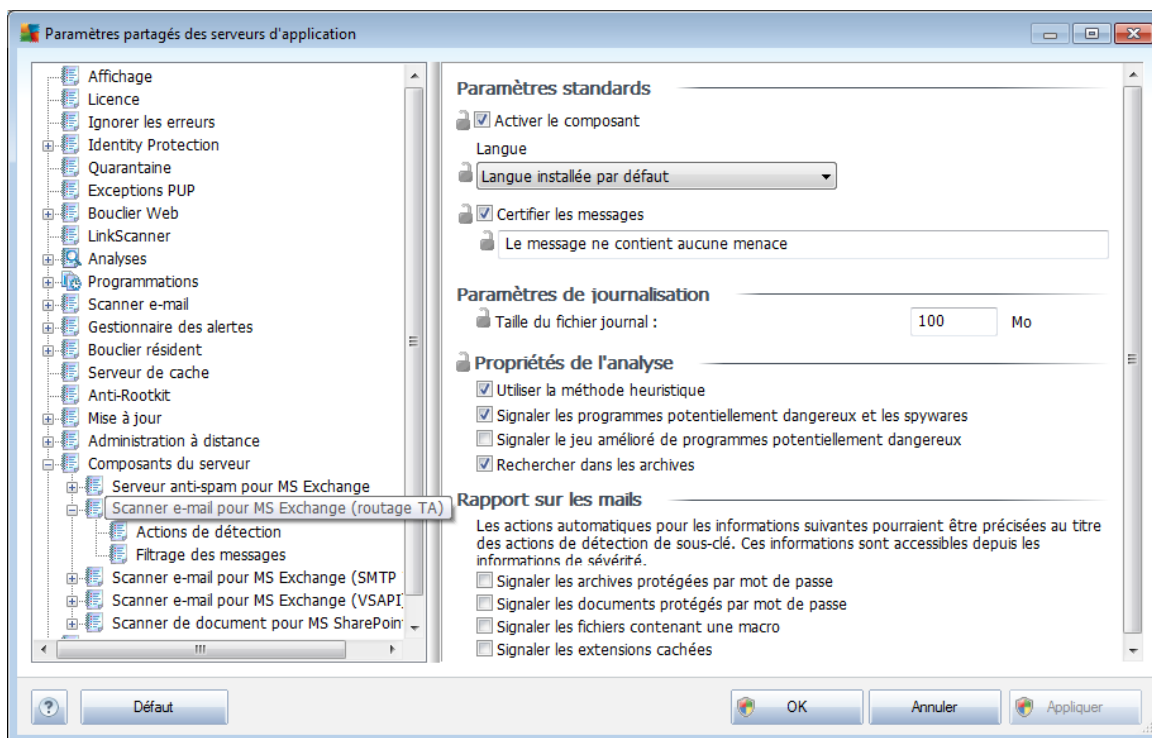 Paramètres partagés des serveurs d'application
Affichage
Licence
Ignorer les erreurs
Identity Protection
Quarantaine
Exceptions PUP
Bouclier Web
LinkScanner
Analyses
Programmations
Scanner e-mail
Gestionnaire des alertes
Bouclier résident
Serveur de cache
Anti-Rootkit
Mise à jour
Administration à distance
Composants du serveur
Serveur anti-spam pour MS Exchange
Scanner e-mail pour MS Exchange (routage TA)
Actions de détection
Filtrage des messages
Scanner e-mail pour MS Exchange (SMTP
Scanner e-mail pour MS Exchange (VSAPI)
Scanner de document pour MS SharePoin
Paramètres standards
Activer le composant
Langue
Langue installée par défaut
Certifier les messages
Le message ne contient aucune menace
Paramètres de journalisation
Taille du fichier journal : 100 Mo
Propriétés de l'analyse
Utiliser la méthode heuristique
Signaler les programmes potentiellement dangereux et les spywares
Signaler le jeu amélioré de programmes potentiellement dangereux
Rechercher dans les archives
Rapport sur les mails
Les actions automatiques pour les informations suivantes pourraient être précisées au titre
des actions de détection de sous-clé. Ces informations sont accessibles depuis les
informations de sévérité.
Signaler les archives protégées par mot de passe
Signaler les documents protégés par mot de passe
Signaler les fichiers contenant une macro
Signaler les extensions cachées
? Défaut OK Annuler Appliquer